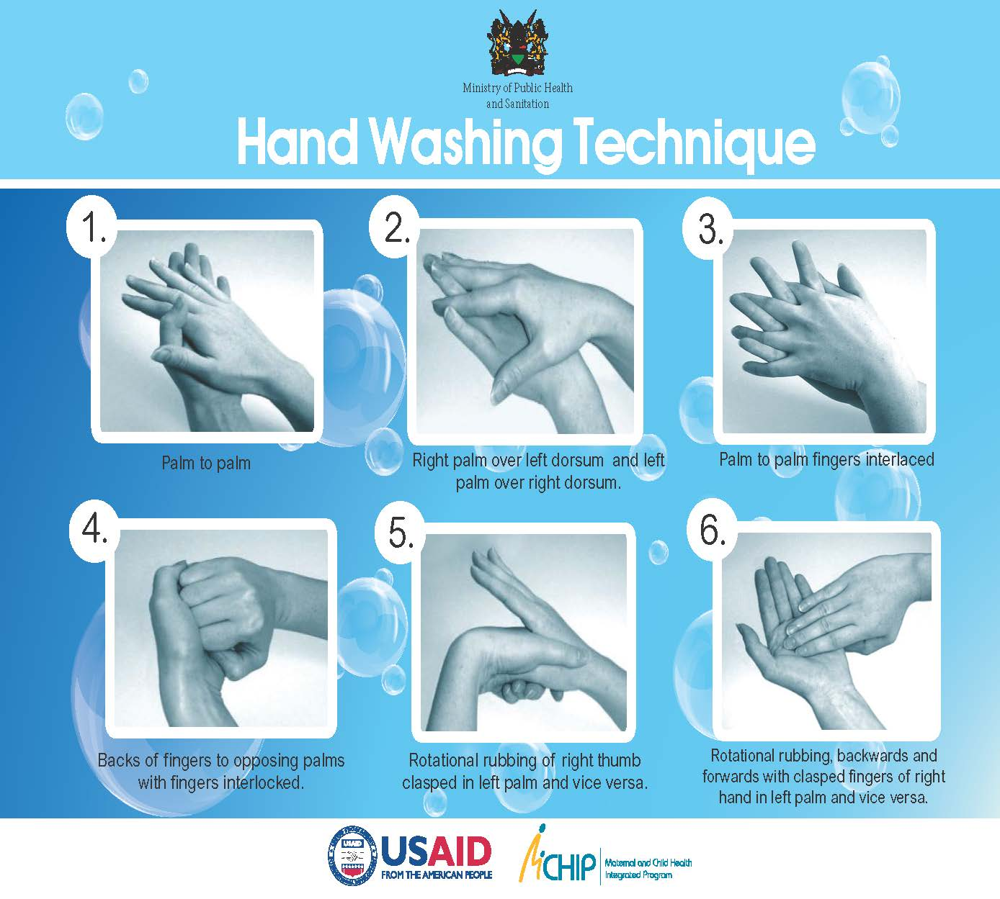 Ministry of Public Health
and Sanitation
Hand Washing Technique
1.
Palm to palm
2.
Right palm over left dorsum and left
palm over right dorsum.
3.
Palm to palm fingers interlaced
4.
Backs of fingers to opposing palms
with fingers interlocked.
5.
Rotational rubbing of right thumb
clasped in left palm and vice versa.
6.
Rotational rubbing, backwards and
forwards with clasped fingers of right
hand in left palm and vice versa.
USAID
USAID
FROM THE AMERICAN PEOPLE
MCHIP
Maternal and Child Health
Integrated Program